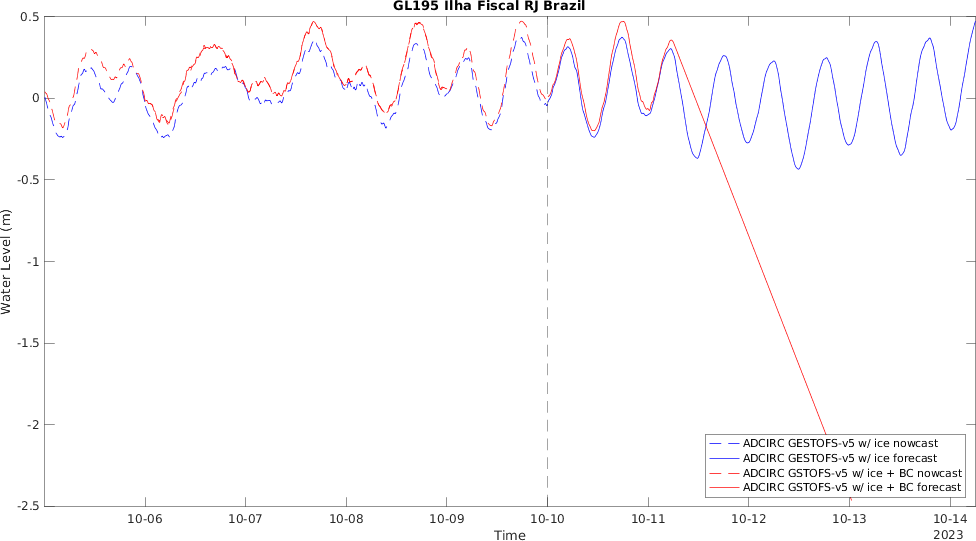 GL195 Ilha Fiscal RJ Brazil
0.5
0
-0.5
-1
-1.5
-2
-2.5
Water Level (m)
ADCIRC GESTOFS-v5 w/ ice nowcast
ADCIRC GESTOFS-v5 w/ ice forecast
ADCIRC GSTOFS-v5 w/ ice + BC nowcast
ADCIRC GSTOFS-v5 w/ ice + BC forecast
10-06 10-07 10-08 10-09 10-10 10-11 10-12 10-13 10-14
Time 2023